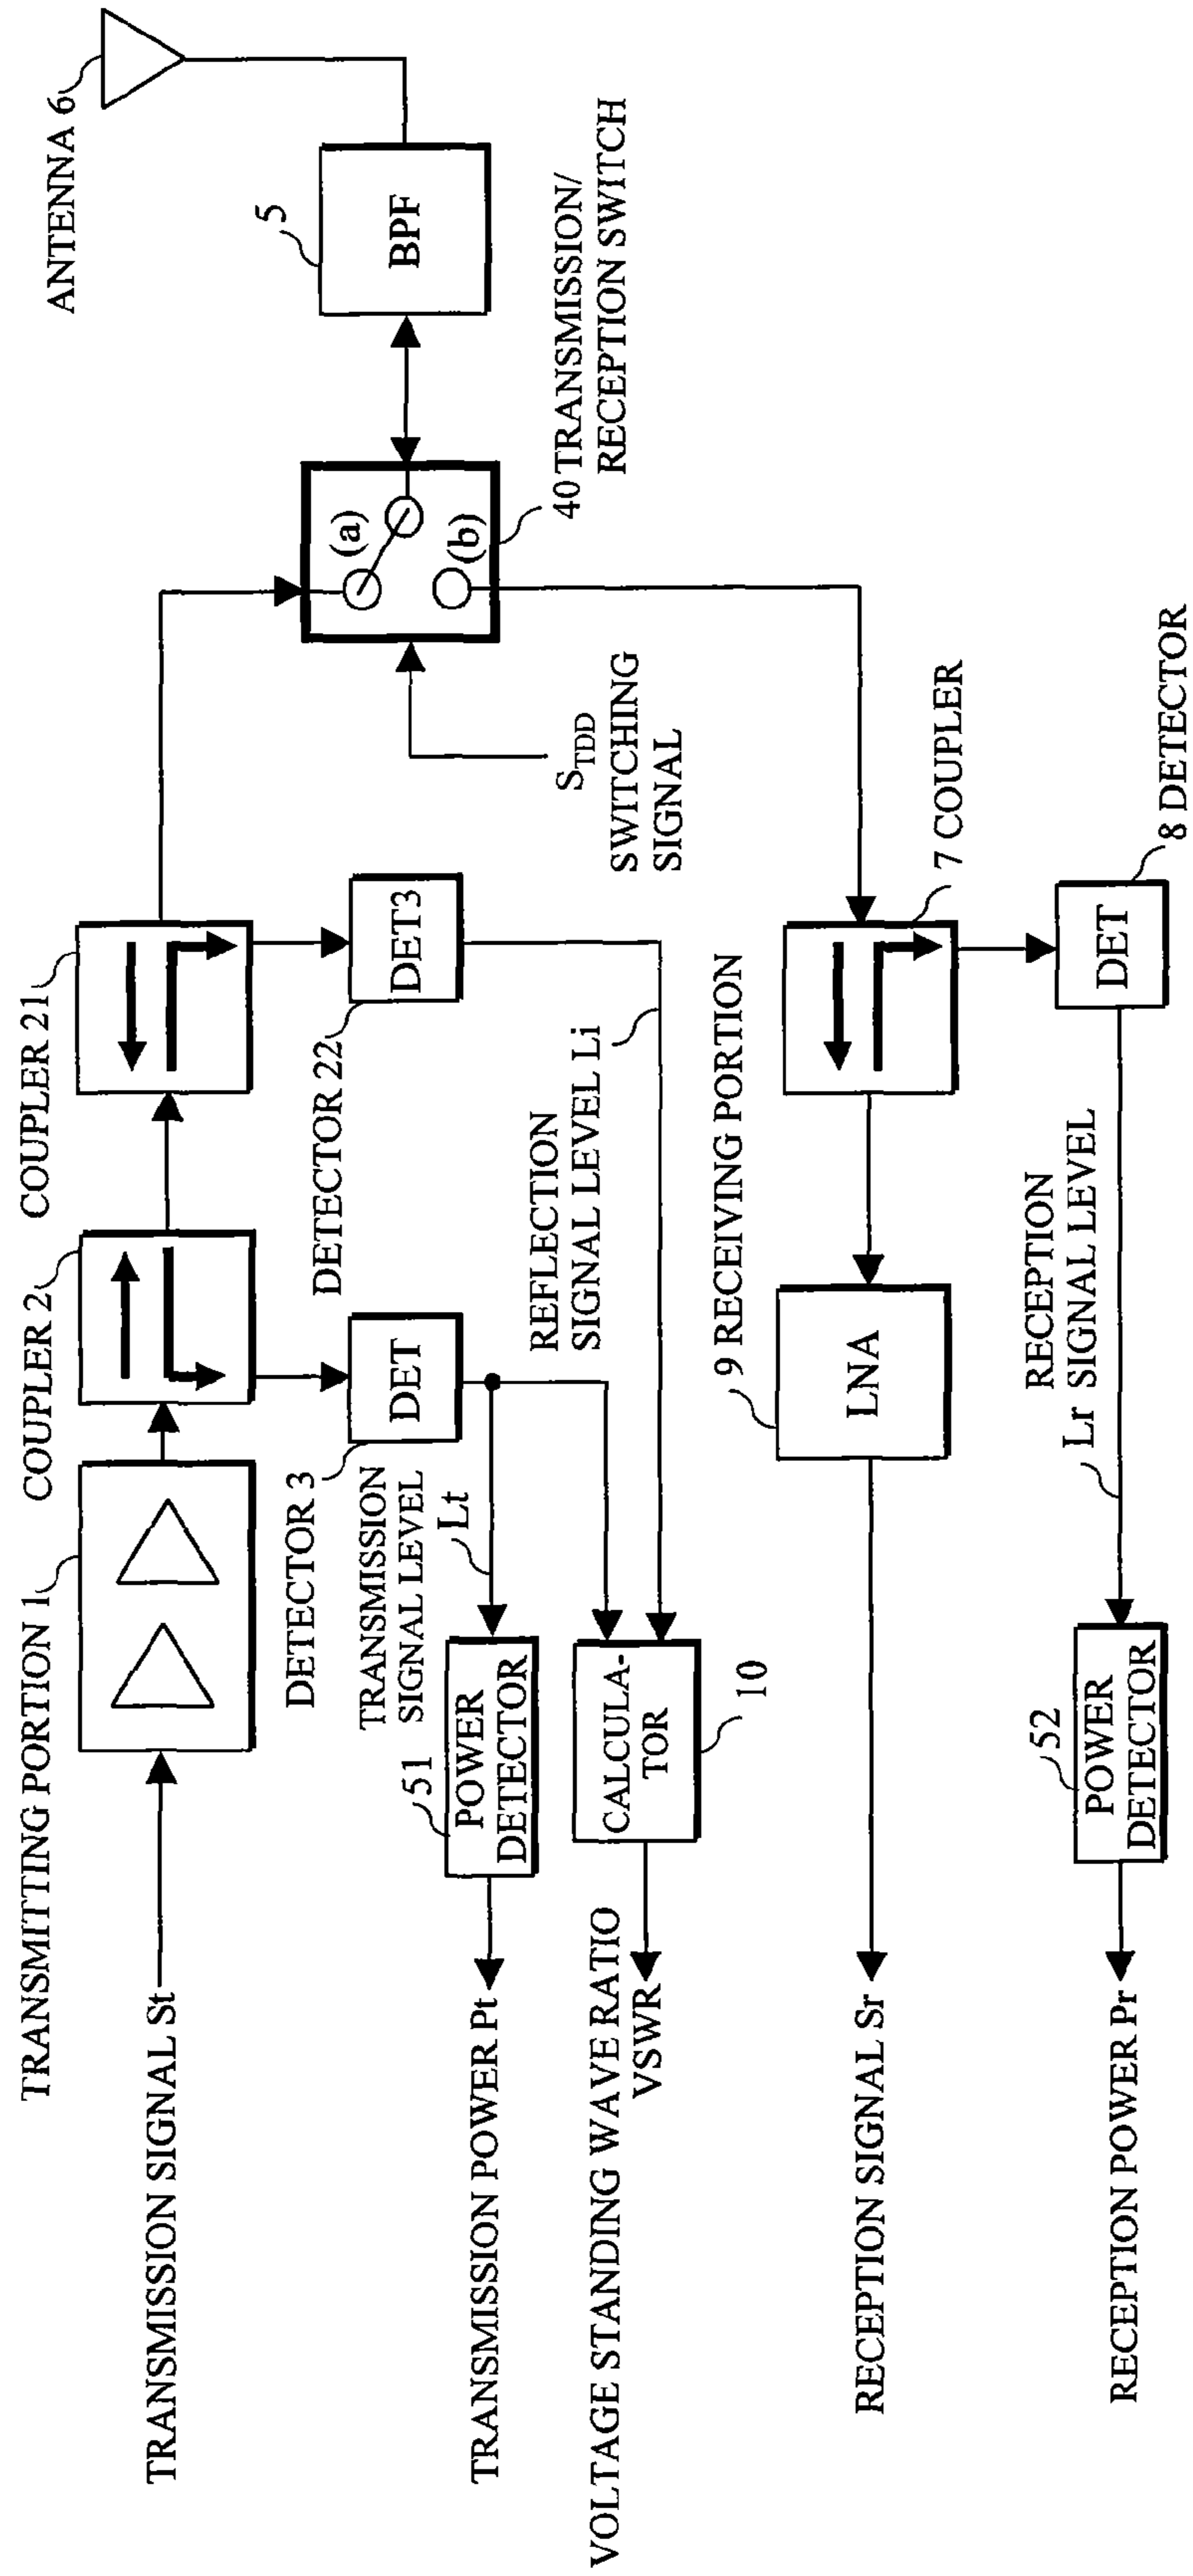 TRANSMISSION SIGNAL St
TRANSMITTING PORTION 1
COUPLER 2
COUPLER 21
ANTENNA 6
5
BPF
(a)
(b)
40 TRANSMISSION/
RECEPTION SWITCH
STDD
SWITCHING
SIGNAL
DETECTOR 3
DET
DETECTOR 22
DET3
TRANSMISSION
SIGNAL LEVEL
Lt
REFLECTION
SIGNAL LEVEL Li
51
POWER
DETECTOR
TRANSMISSION POWER Pt
CALCULA-
TOR
10
VOLTAGE STANDING WAVE RATIO
VSWR
9 RECEIVING PORTION
LNA
7 COUPLER
RECEPTION SIGNAL Sr
8 DETECTOR
DET
RECEPTION
Lr SIGNAL LEVEL
52
POWER
DETECTOR
RECEPTION POWER Pr